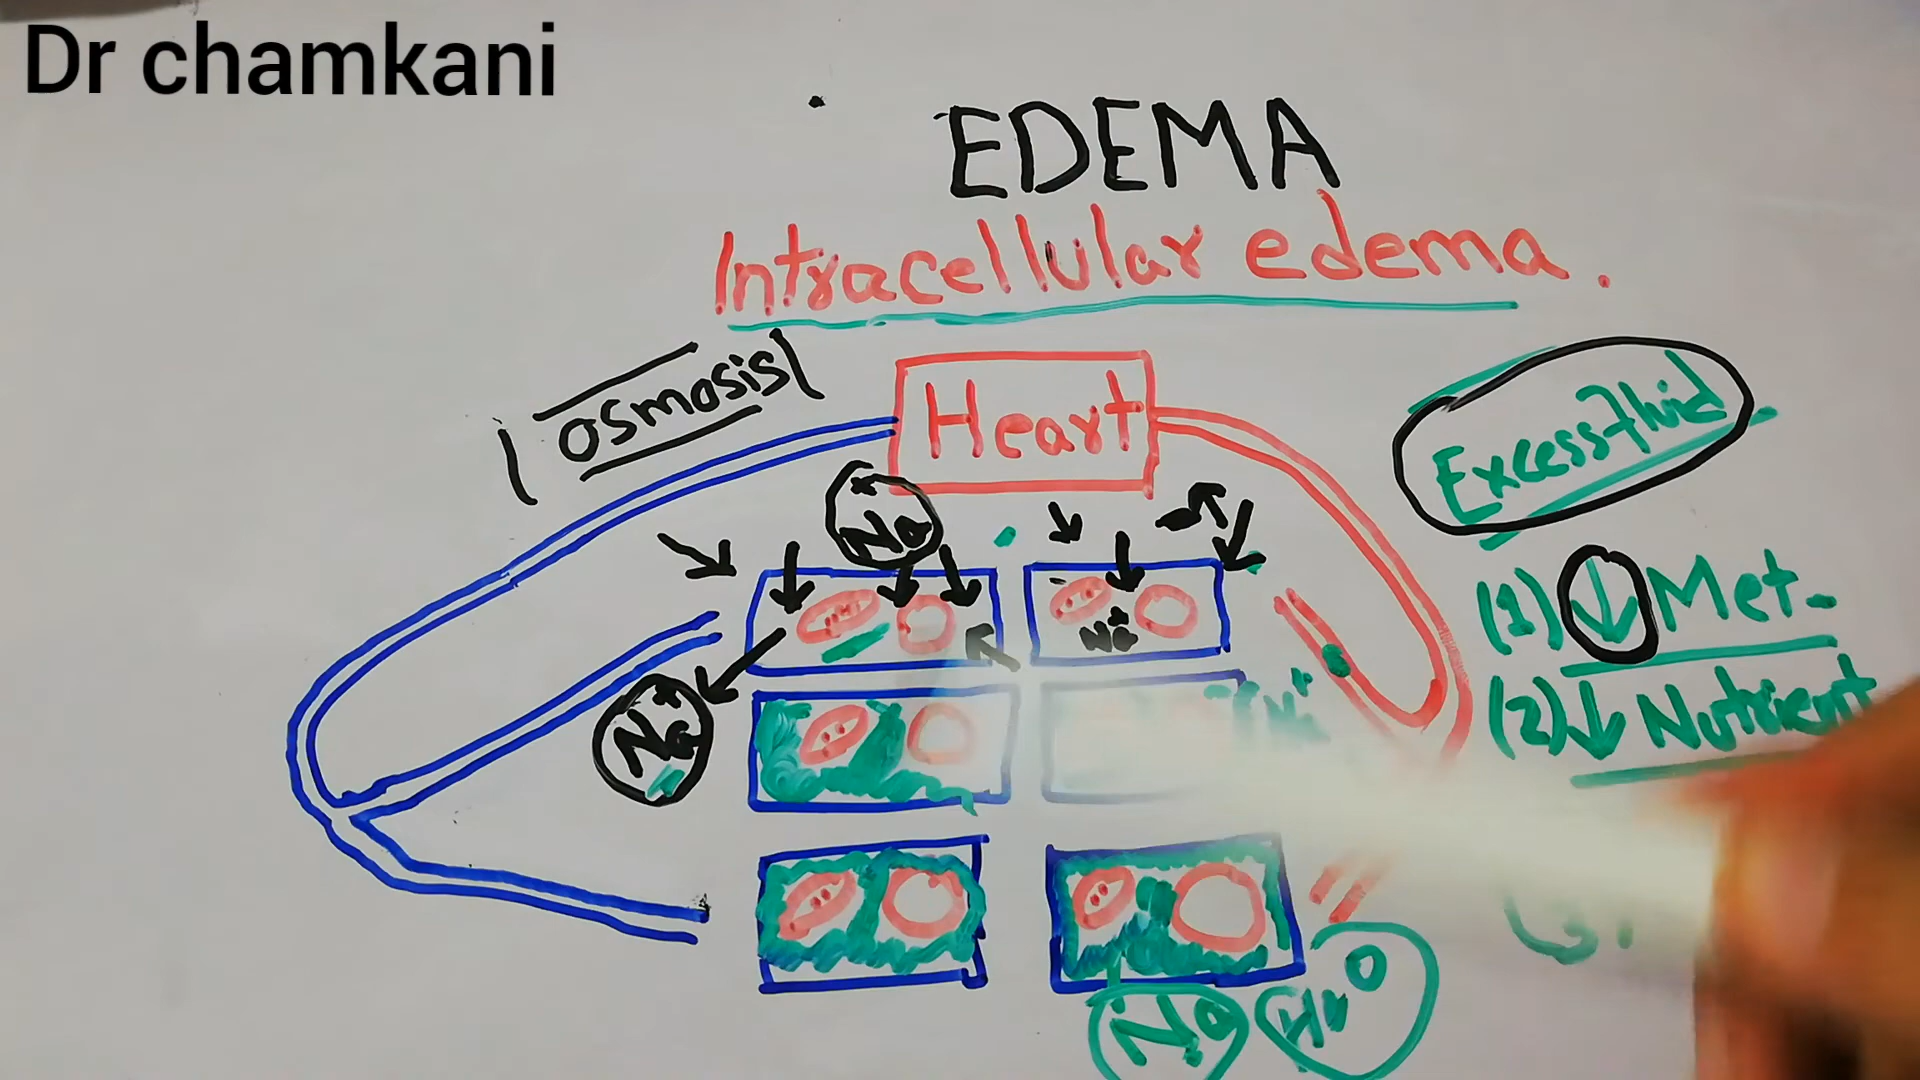 Dr chamkani
EDEMA
Intracellular edema.
Osmosis
Heart
Excess fluid
Na+
(1) ↓ Met-
Na+
Na+
(2) ↓ Nutrient
Na
H2O